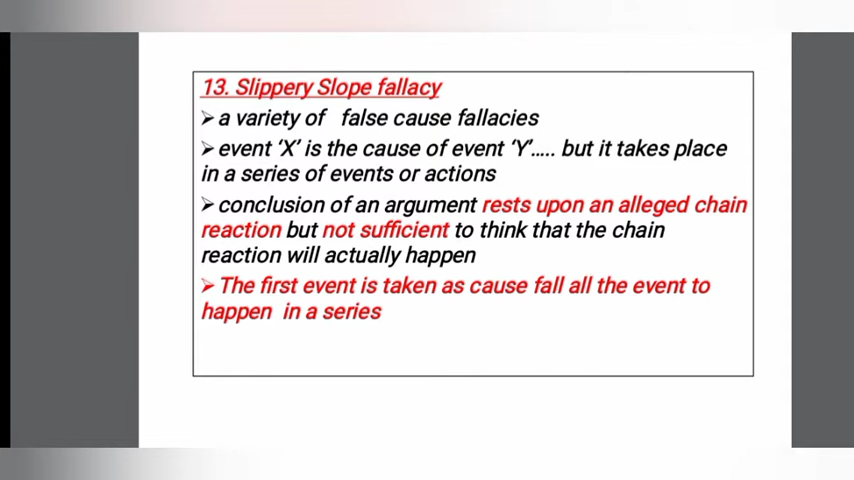 13. Slippery Slope fallacy
➢a variety of false cause fallacies
➢event ‘X’ is the cause of event ‘Y’..... but it takes place
in a series of events or actions
➢conclusion of an argument rests upon an alleged chain
reaction but not sufficient to think that the chain
reaction will actually happen
➢The first event is taken as cause fall all the event to
happen in a series